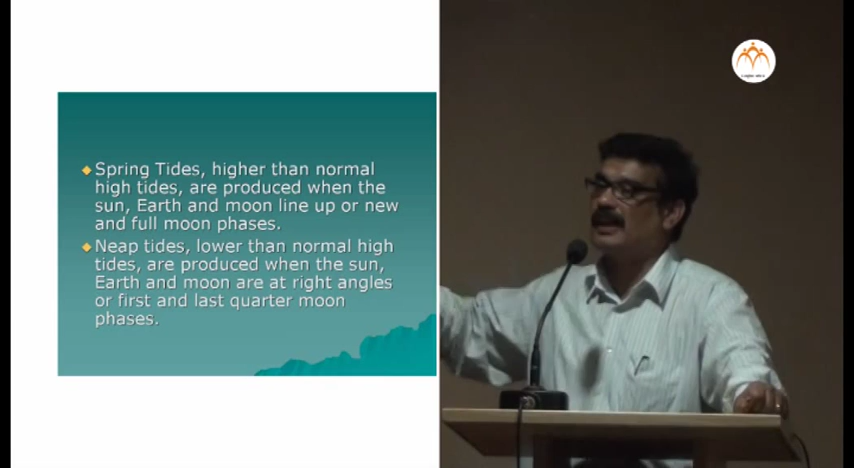 Spring Tides, higher than normal
high tides, are produced when the
sun, Earth and moon line up or new
and full moon phases.
Neap tides, lower than normal high
tides, are produced when the sun,
Earth and moon are at right angles
or first and last quarter moon
phases.